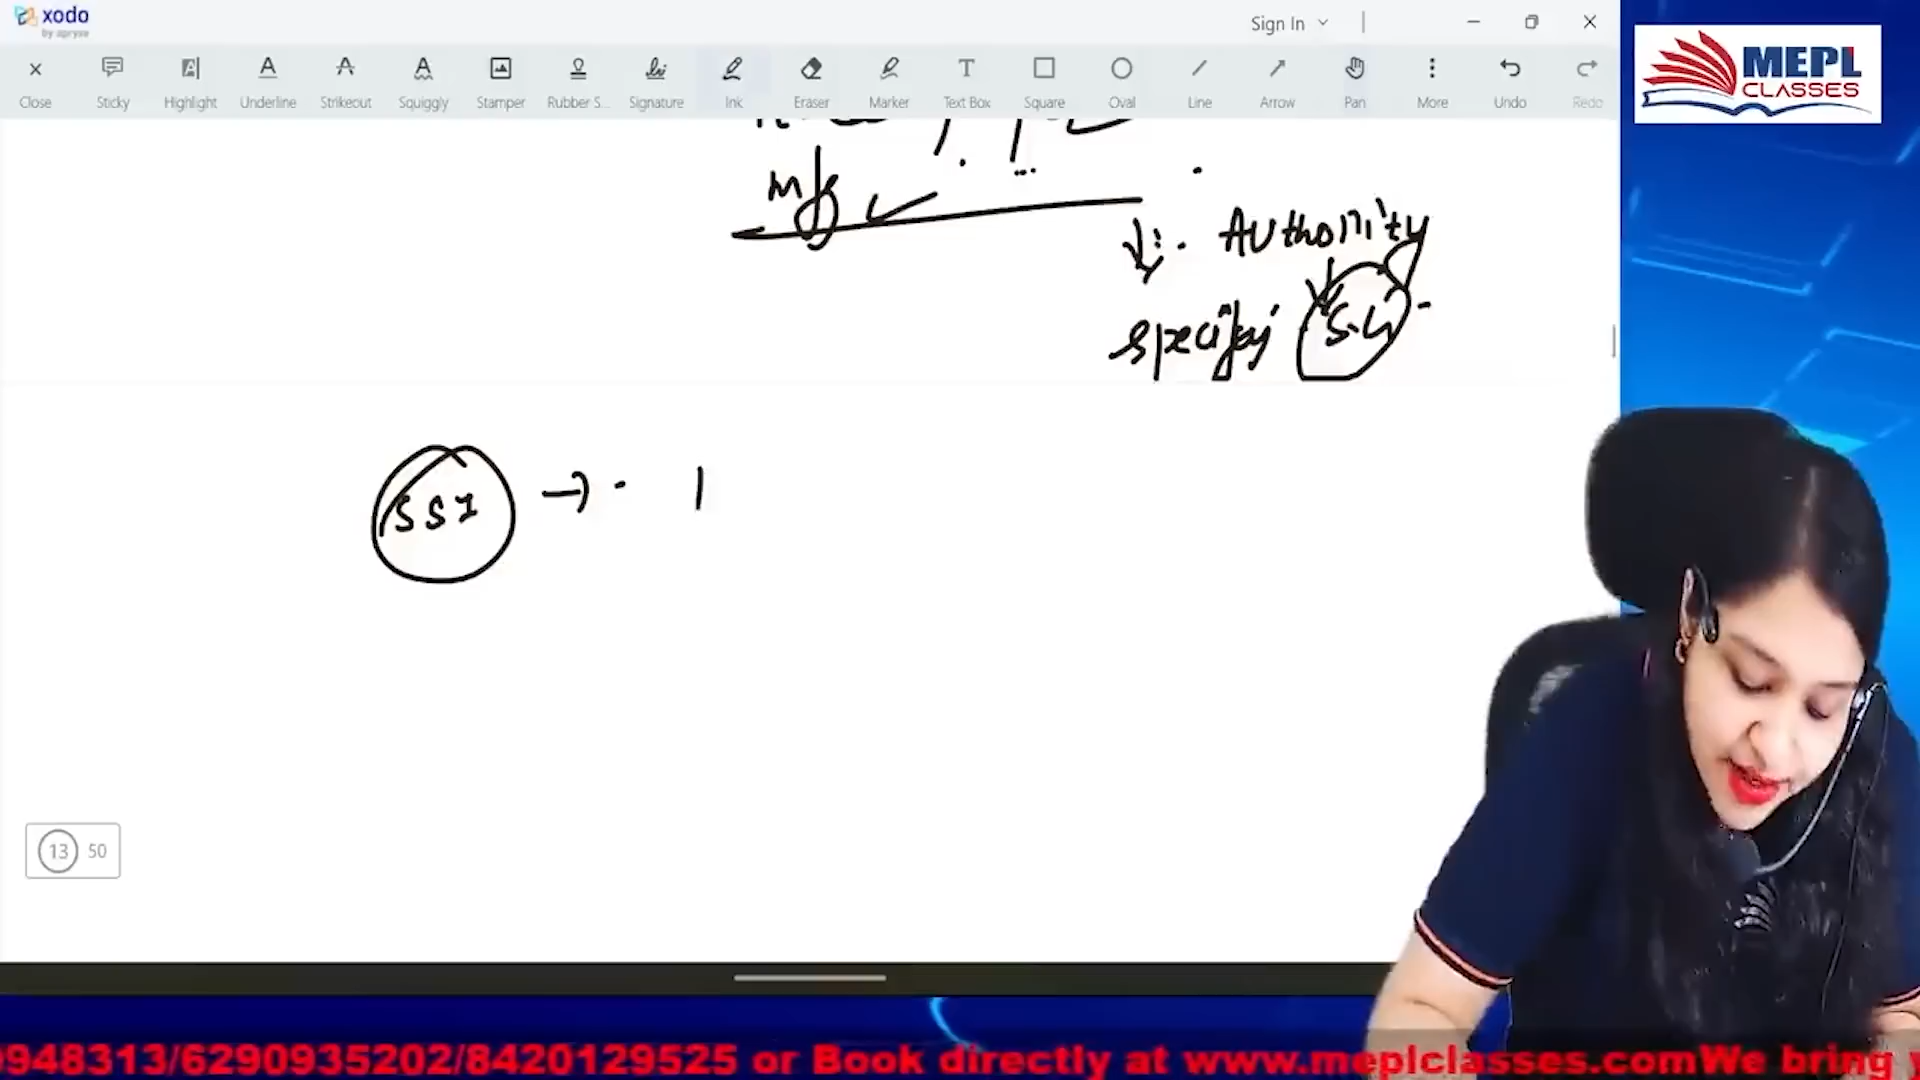 xodo
by apryse
Sign In
Close Sticky Highlight Underline Strikeout Squiggly Stamper Rubber S... Signature Ink Eraser Marker Text Box Square Oval Line Arrow Pan More Undo Redo
MEPL
CLASSES
Authority
S.G
SSI
13 50
948313/6290935202/8420129525 or Book directly at www.meplclasses.comWe bring